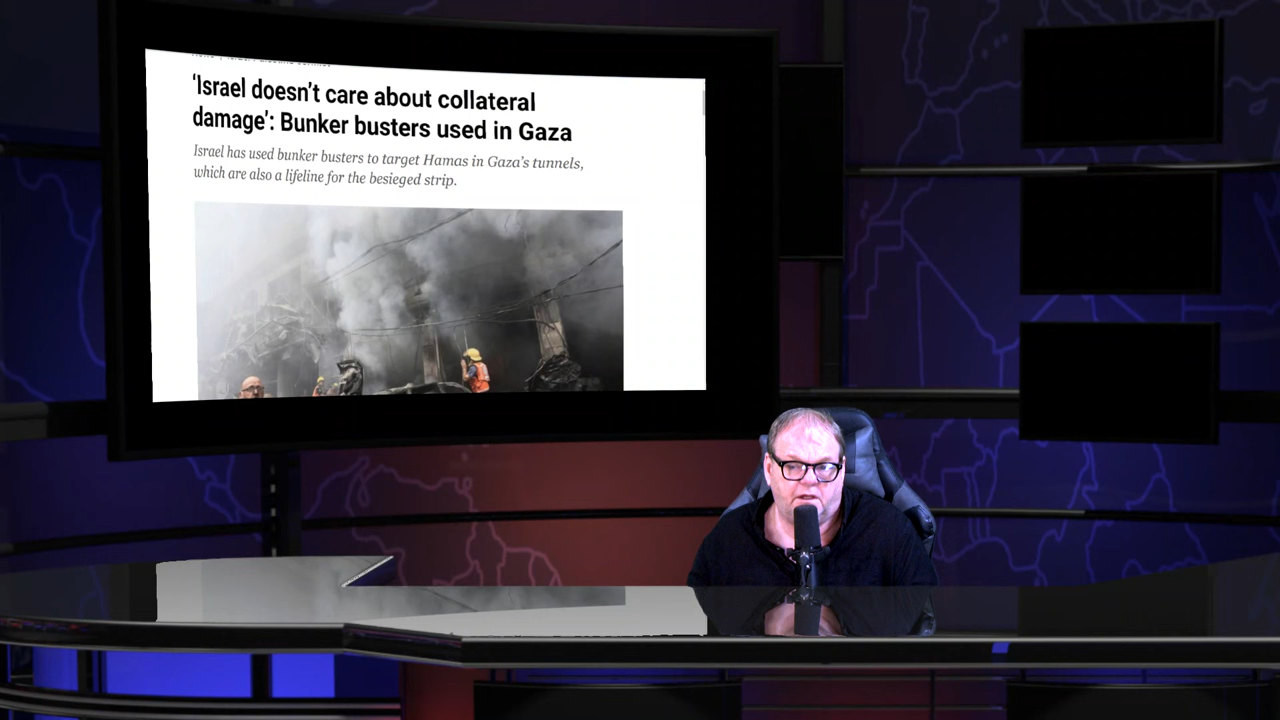 ‘Israel doesn’t care about collateral
damage’: Bunker busters used in Gaza
Israel has used bunker busters to target Hamas in Gaza’s tunnels,
which are also a lifeline for the besieged strip.